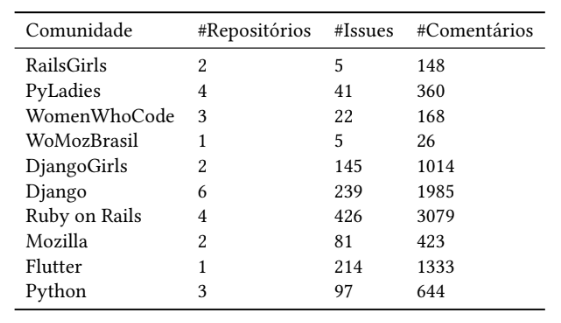 Comunidade #Repositórios #Issues #Comentários
RailsGirls 2 5 148
PyLadies 4 41 360
WomenWhoCode 3 22 168
WoMozBrasil 1 5 26
DjangoGirls 2 145 1014
Django 6 239 1985
Ruby on Rails 4 426 3079
Mozilla 2 81 423
Flutter 1 214 1333
Python 3 97 644